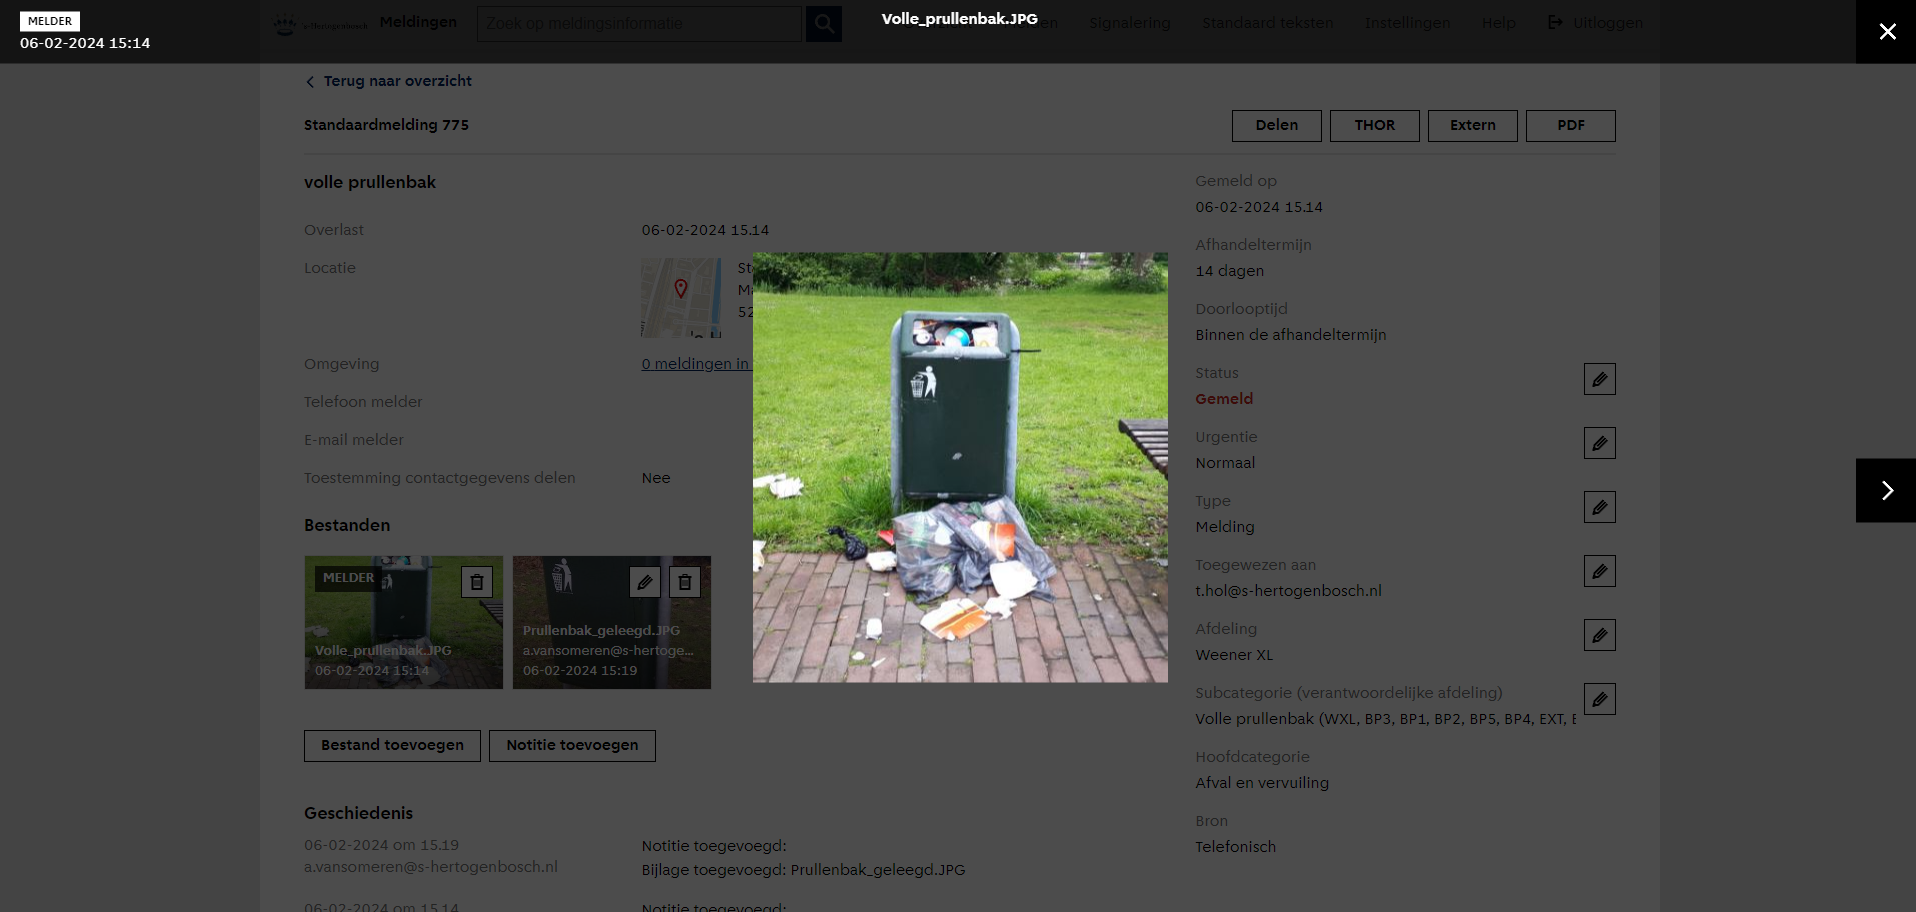 MELDER
06-02-2024 15:14
Volle_prullenbak.JPG
's-Hertogenbosch
Meldingen
Zoek op meldingsinformatie
Signalering
Standaard teksten
Instellingen
Help
Uitloggen
Terug naar overzicht
Standaardmelding 775
Delen
THOR
Extern
PDF
volle prullenbak
Overlast
06-02-2024 15.14
Locatie
Omgeving
0 meldingen in
Telefoon melder
E-mail melder
Toestemming contactgegevens delen
Nee
Bestanden
MELDER
Volle_prullenbak.JPG
06-02-2024 15:14
Prullenbak_geleegd.JPG
a.vansomeren@s-hertoge...
06-02-2024 15:19
Bestand toevoegen
Notitie toevoegen
Geschiedenis
06-02-2024 om 15.19
a.vansomeren@s-hertogenbosch.nl
Notitie toegevoegd:
Bijlage toegevoegd: Prullenbak_geleegd.JPG
06-02-2024 om 15.14
Notitie toegevoegd:
Gemeld op
06-02-2024 15.14
Afhandeltermijn
14 dagen
Doorlooptijd
Binnen de afhandeltermijn
Status
Gemeld
Urgentie
Normaal
Type
Melding
Toegewezen aan
t.hol@s-hertogenbosch.nl
Afdeling
Weener XL
Subcategorie (verantwoordelijke afdeling)
Volle prullenbak (WXL, BP3, BP1, BP2, BP5, BP4, EXT,
Hoofdcategorie
Afval en vervuiling
Bron
Telefonisch